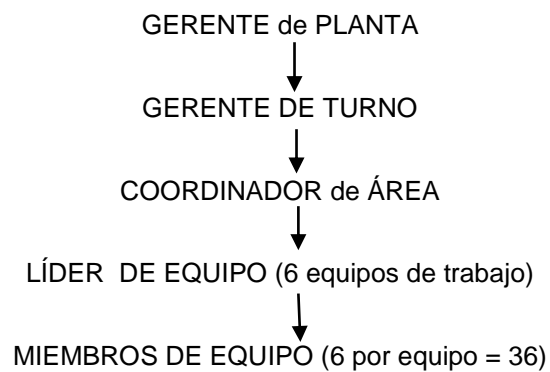 GERENTE de PLANTA
GERENTE DE TURNO
COORDINADOR de ÁREA
LÍDER DE EQUIPO (6 equipos de trabajo)
MIEMBROS DE EQUIPO (6 por equipo = 36)